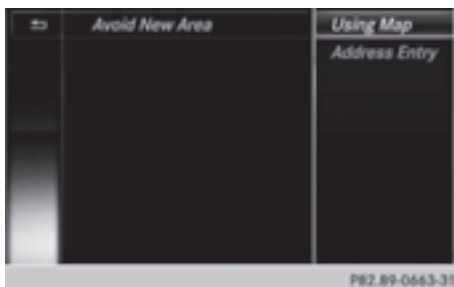 Avoid New Area
Using Map
Address Entry
P82.89-0663-31